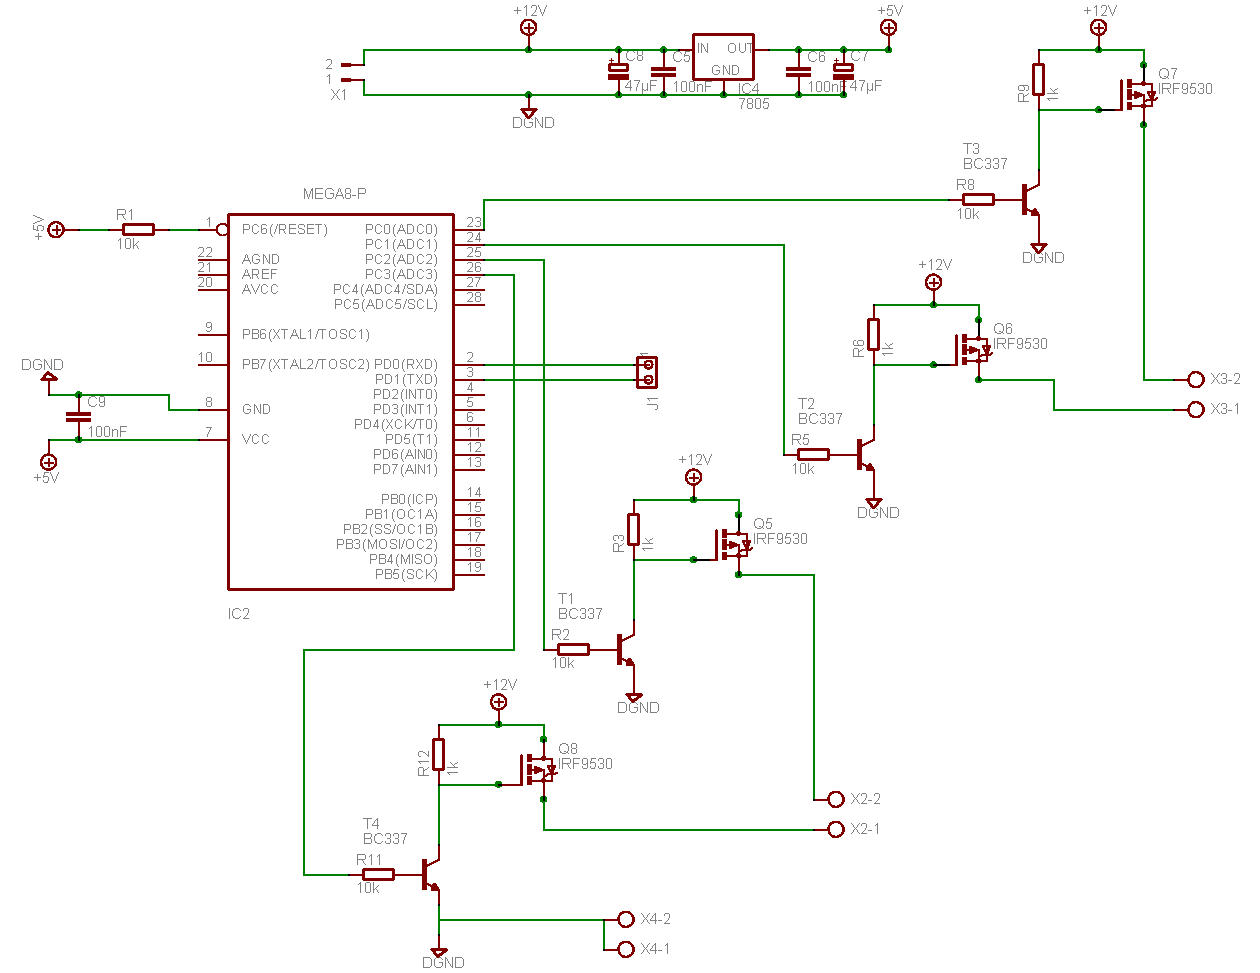 +12V
+5V
+12V
2
1
X1
C8
47µF
C5
100nF
IN
OUT
GND
IC4
7805
C6
100nF
C7
47µF
DGND
R9
1k
Q7
IRF9530
T3
BC337
R8
10k
DGND
MEGA8-P
+5V
R1
10k
1
PC6(/RESET)
22
AGND
21
AREF
20
AVCC
9
PB6(XTAL1/TOSC1)
10
PB7(XTAL2/TOSC2)
8
GND
7
VCC
PC0(ADC0)
23
PC1(ADC1)
24
PC2(ADC2)
25
PC3(ADC3)
26
PC4(ADC4/SDA)
27
PC5(ADC5/SCL)
28
PD0(RXD)
2
PD1(TXD)
3
PD2(INT0)
4
PD3(INT1)
5
PD4(XCK/T0)
6
PD5(T1)
11
PD6(AIN0)
12
PD7(AIN1)
13
PB0(ICP)
14
PB1(OC1A)
15
PB2(SS/OC1B)
16
PB3(MOSI/OC2)
17
PB4(MISO)
18
PB5(SCK)
19
IC2
DGND
C9
100nF
+5V
1
J1
+12V
R6
1k
Q6
IRF9530
X3-2
X3-1
T2
BC337
R5
10k
DGND
+12V
R3
1k
Q5
IRF9530
T1
BC337
R2
10k
DGND
+12V
R12
1k
Q8
IRF9530
X2-2
X2-1
T4
BC337
R11
10k
X4-2
X4-1
DGND